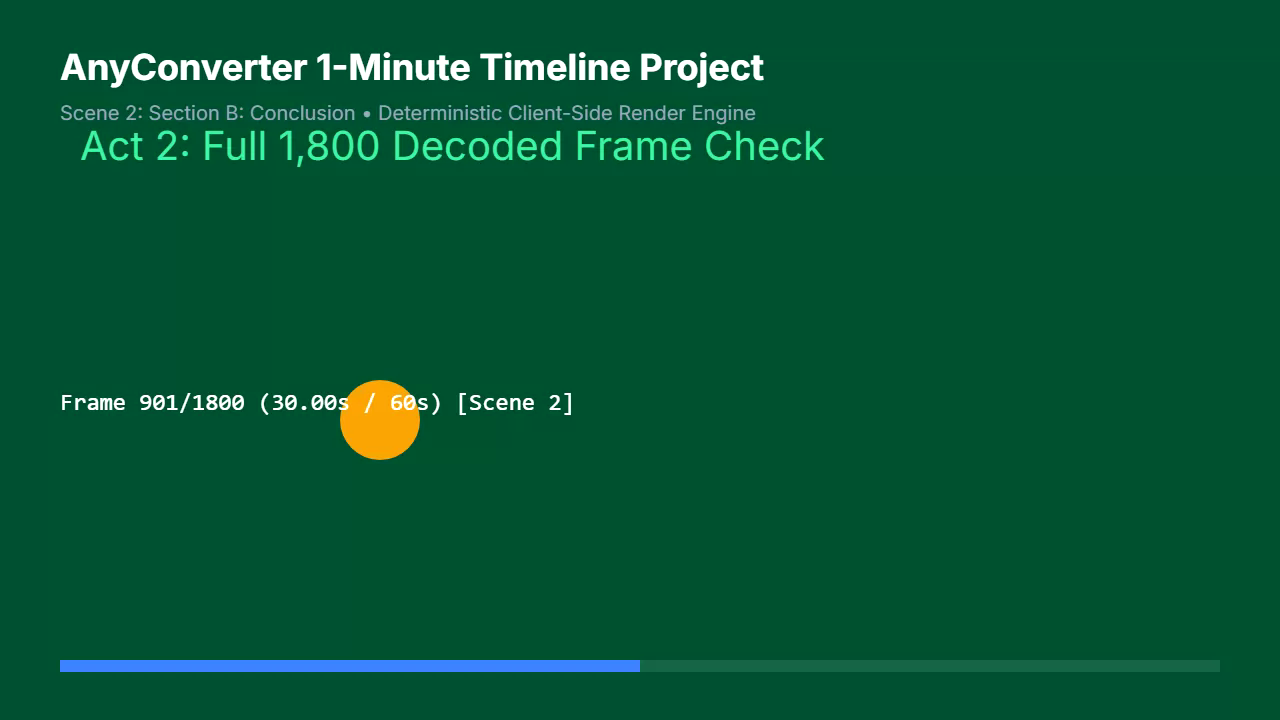 AnyConverter 1-Minute Timeline Project
Scene 2: Section B: Conclusion • Deterministic Client-Side Render Engine
Act 2: Full 1,800 Decoded Frame Check
Frame 901/1800 (30.00s / 60s) [Scene 2]